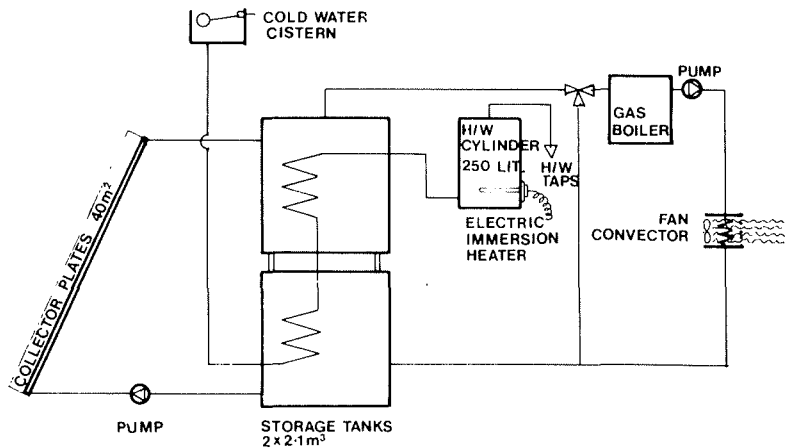 COLD WATER
CISTERN
PUMP
GAS
BOILER
H/W
CYLINDER
250 LIT.
H/W
TAPS
ELECTRIC
IMMERSION
HEATER
FAN
CONVECTOR
COLLECTOR PLATES 40m²
PUMP
STORAGE TANKS
2 x 2·1m³